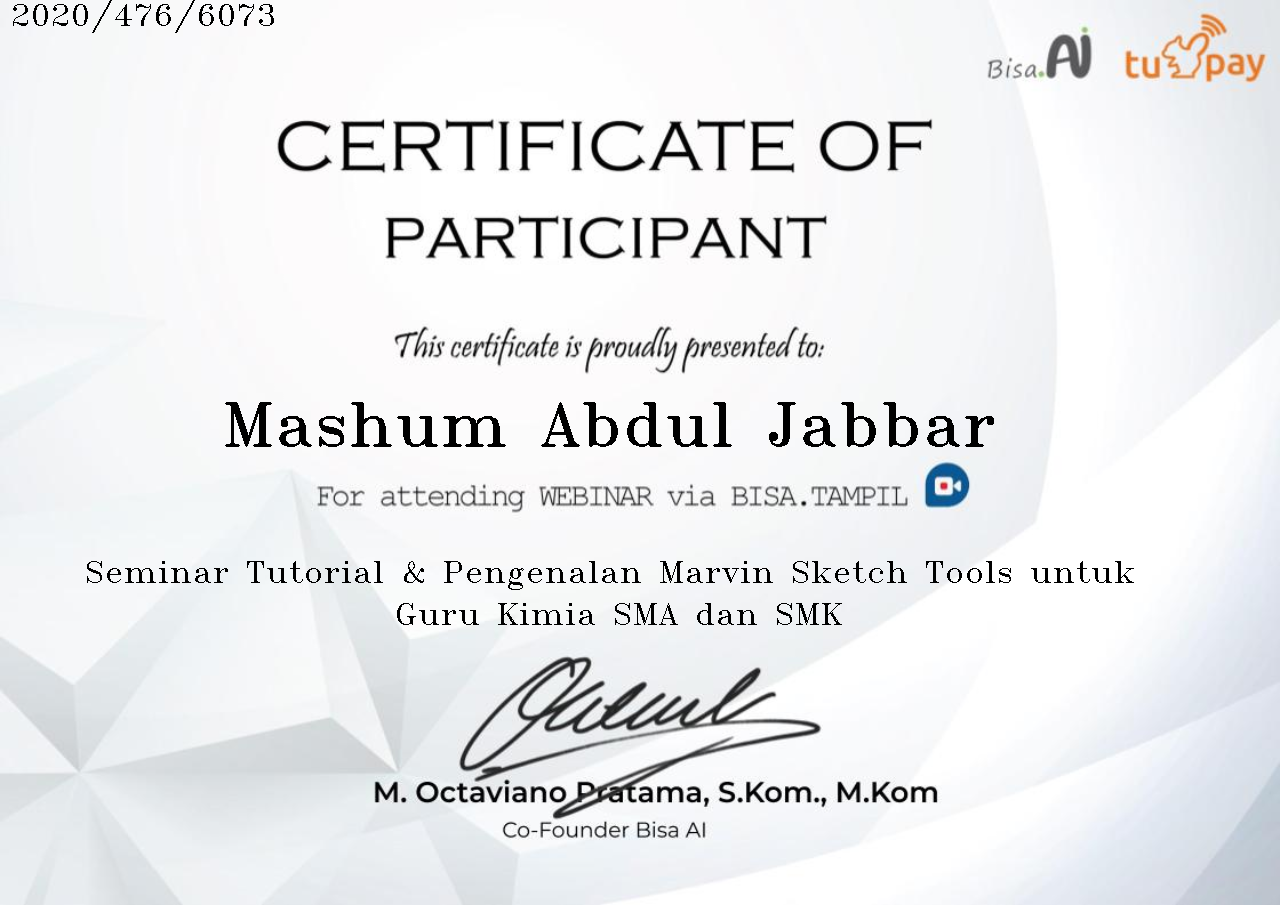 2020/476/6073
Bisa.AI tupay
CERTIFICATE OF
PARTICIPANT
This certificate is proudly presented to:
Mashum Abdul Jabbar
For attending WEBINAR via BISA.TAMPIL
Seminar Tutorial & Pengenalan Marvin Sketch Tools untuk
Guru Kimia SMA dan SMK
M. Octaviano Pratama, S.Kom., M.Kom
Co-Founder Bisa AI